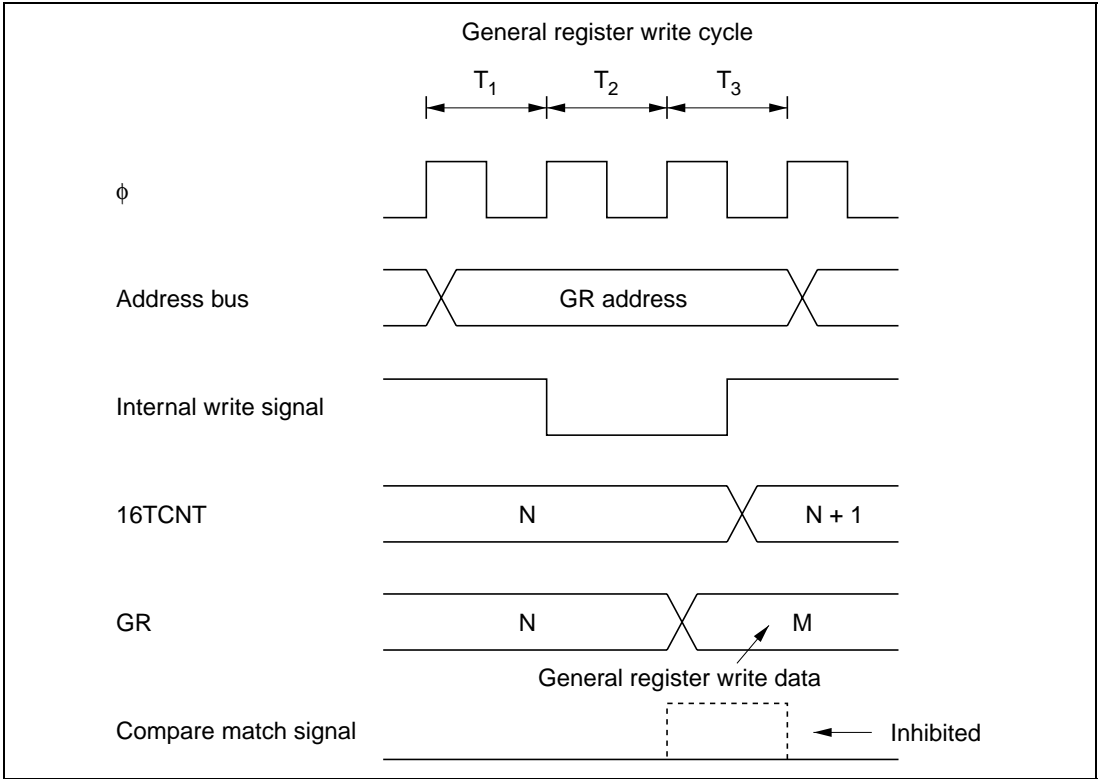 General register write cycle
T1 T2 T3
φ
Address bus GR address
Internal write signal
16TCNT N N + 1
GR N M
General register write data
Compare match signal Inhibited